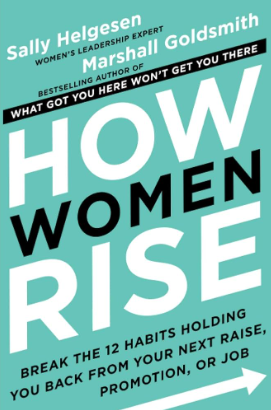 Sally Helgesen
WOMEN'S LEADERSHIP EXPERT
Marshall Goldsmith
BESTSELLING AUTHOR OF
WHAT GOT YOU HERE WON'T GET YOU THERE
HOW
WOMEN
RISE
BREAK THE 12 HABITS HOLDING
YOU BACK FROM YOUR NEXT RAISE,
PROMOTION, OR JOB